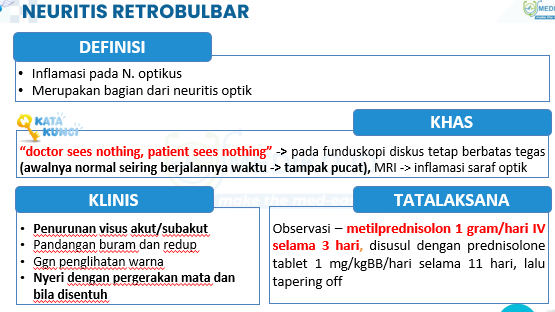 NEURITIS RETROBULBAR
DEFINISI
• Inflamasi pada N. optikus
• Merupakan bagian dari neuritis optik
KATA
KUNCI
KHAS
“doctor sees nothing, patient sees nothing” -> pada funduskopi diskus tetap berbatas tegas
(awalnya normal seiring berjalannya waktu -> tampak pucat), MRI -> inflamasi saraf optik
KLINIS
• Penurunan visus akut/subakut
• Pandangan buram dan redup
• Ggn penglihatan warna
• Nyeri dengan pergerakan mata dan
bila disentuh
TATALAKSANA
Observasi – metilprednisolon 1 gram/hari IV
selama 3 hari, disusul dengan prednisolone
tablet 1 mg/kgBB/hari selama 11 hari, lalu
tapering off